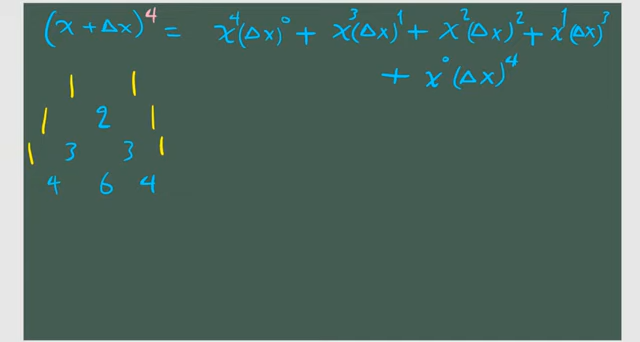 (x + Δx)⁴ = x⁴(Δx)⁰ + x³(Δx)¹ + x²(Δx)² + x¹(Δx)³
+ x⁰(Δx)⁴
1 1
1 2 1
1 3 3 1
4 6 4